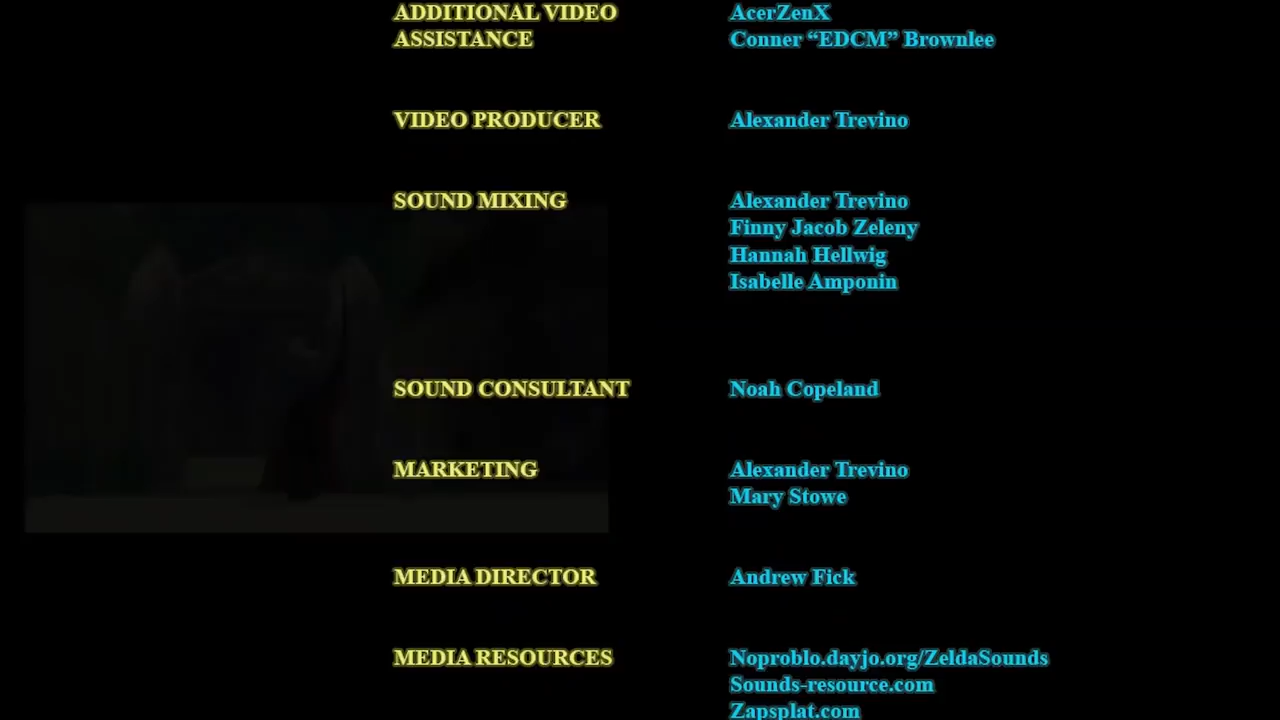 ADDITIONAL VIDEO AcerZenX
ASSISTANCE Conner “EDCM” Brownlee
VIDEO PRODUCER Alexander Trevino
SOUND MIXING Alexander Trevino
Finny Jacob Zeleny
Hannah Hellwig
Isabelle Amponin
SOUND CONSULTANT Noah Copeland
MARKETING Alexander Trevino
Mary Stowe
MEDIA DIRECTOR Andrew Fick
MEDIA RESOURCES Noproblo.dayjo.org/ZeldaSounds
Sounds-resource.com
Zapsplat.com